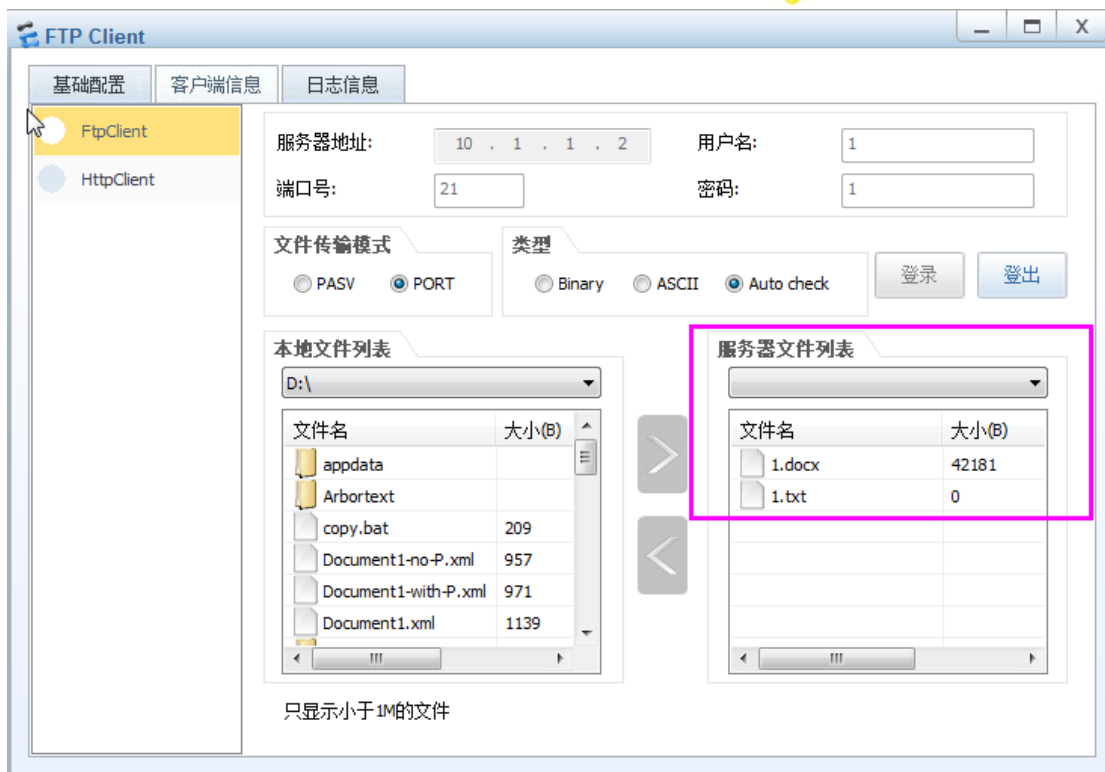 FTP Client
基础配置 客户端信息 日志信息
FtpClient
HttpClient
服务器地址: 10 . 1 . 1 . 2 用户名: 1
端口号: 21 密码: 1
文件传输模式 类型
PASV PORT Binary ASCII Auto check 登录 登出
本地文件列表 服务器文件列表
D:\
文件名 大小(B) 文件名 大小(B)
appdata 1.docx 42181
Arbortext 1.txt 0
copy.bat 209
Document1-no-P.xml 957
Document1-with-P.xml 971
Document1.xml 1139
只显示小于1M的文件